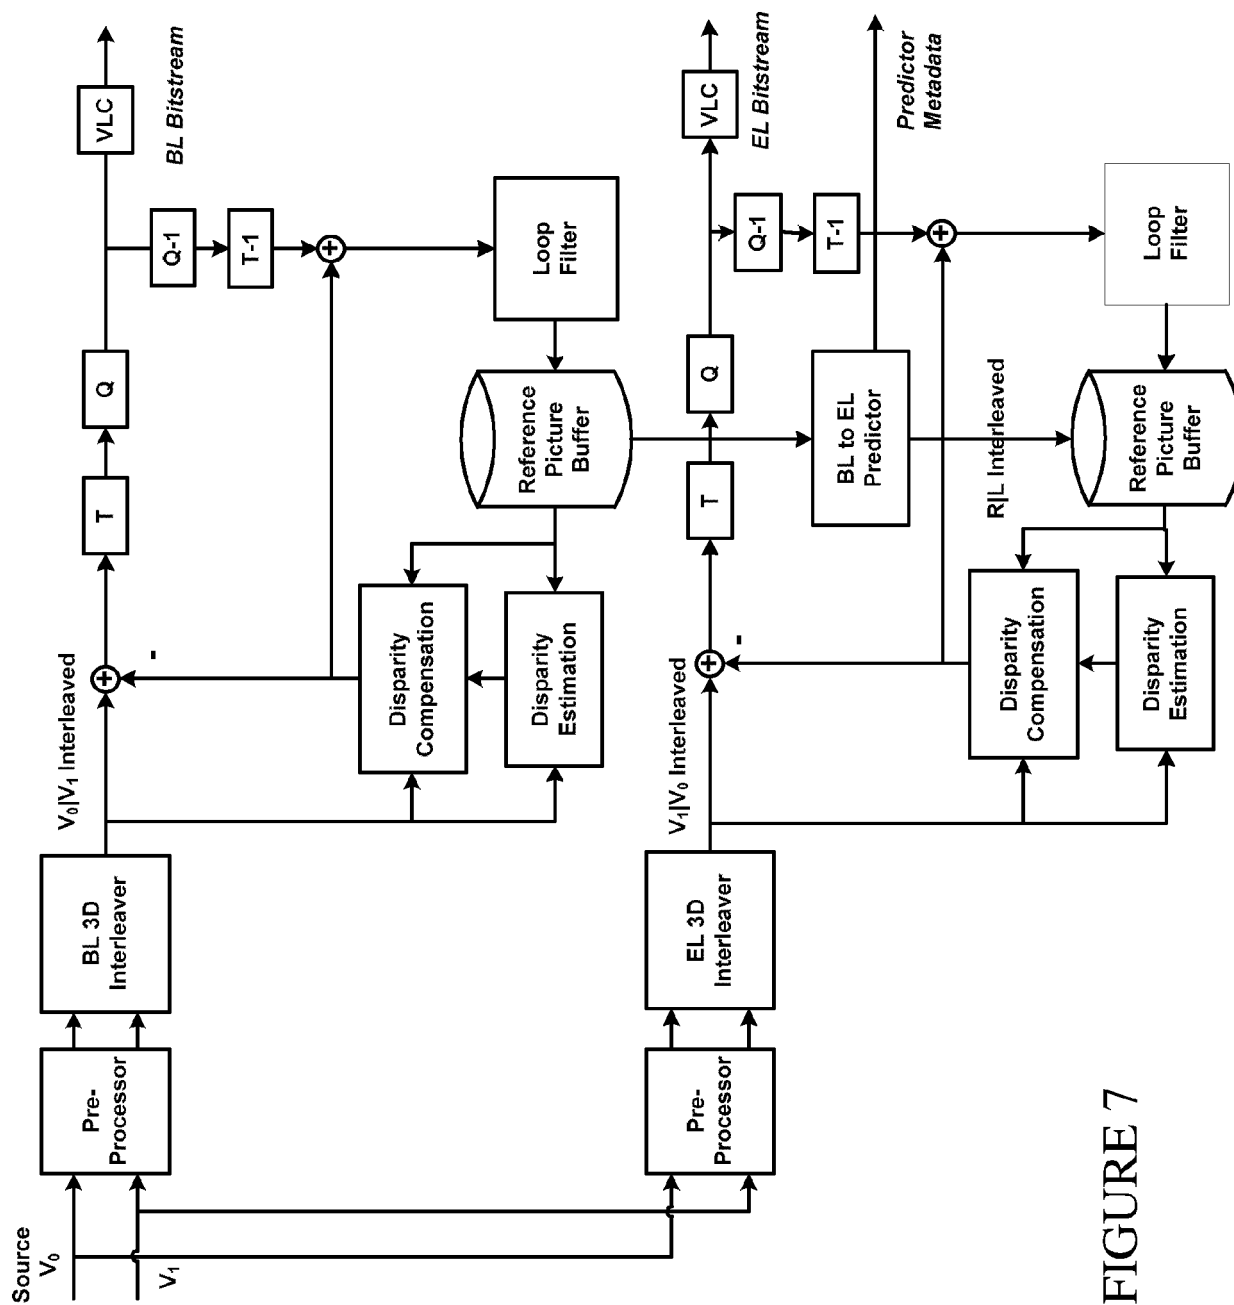 Source
V₀
V₁
Pre-
Processor
BL 3D
Interleaver
V₀|V₁ Interleaved
+
-
T
Q
VLC
BL Bitstream
Q-1
T-1
+
Loop
Filter
Reference
Picture
Buffer
Disparity
Compensation
Disparity
Estimation
Pre-
Processor
EL 3D
Interleaver
V₁|V₀ Interleaved
+
-
T
Q
VLC
EL Bitstream
Q-1
T-1
+
BL to EL
Predictor
Predictor
Metadata
R|L Interleaved
Loop
Filter
Reference
Picture
Buffer
Disparity
Compensation
Disparity
Estimation
FIGURE 7